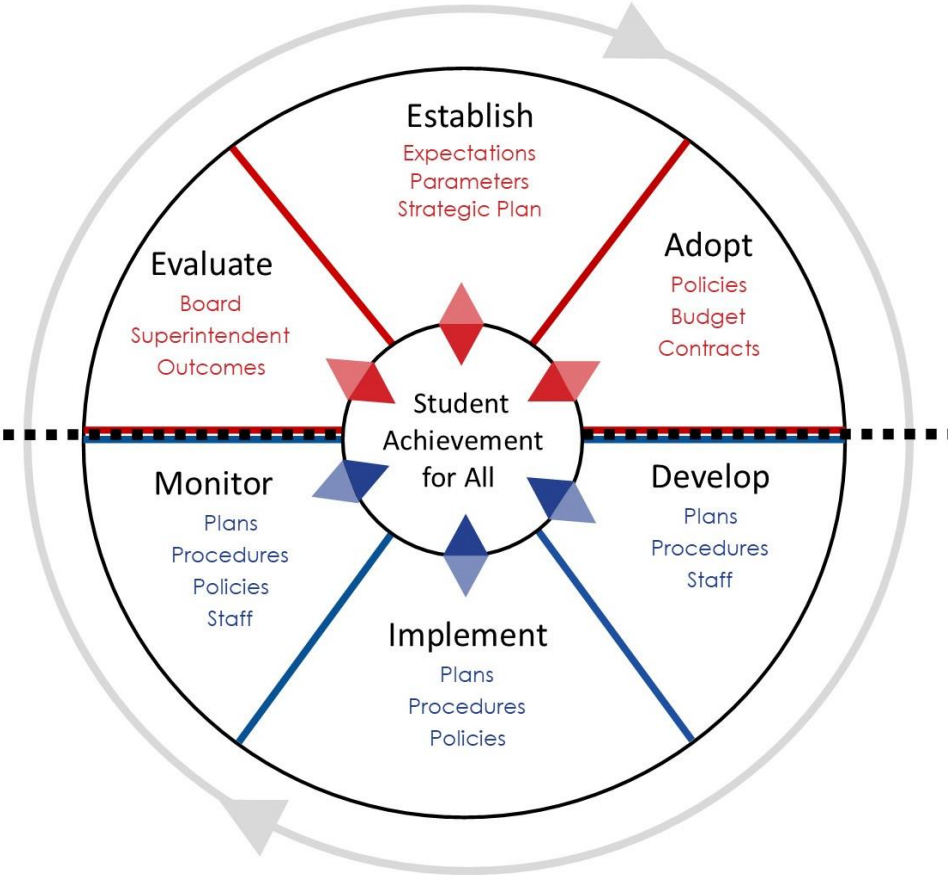 Establish
Expectations
Parameters
Strategic Plan
Adopt
Policies
Budget
Contracts
Develop
Plans
Procedures
Staff
Implement
Plans
Procedures
Policies
Monitor
Plans
Procedures
Policies
Staff
Evaluate
Board
Superintendent
Outcomes
Student
Achievement
for All